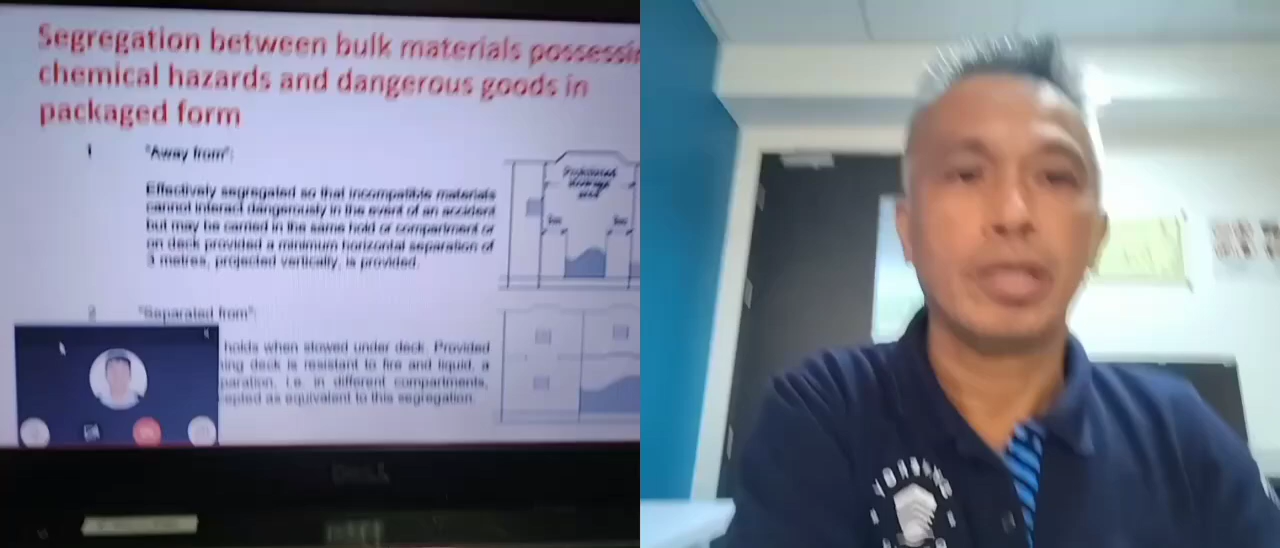 Segregation between bulk materials
chemical hazards and dangerous goods in
packaged form
1 "Away from":
Effectively segregated so that incompatible materials
cannot interact dangerously in the event of an accident
but may be carried in the same hold or compartment or
on deck provided a minimum horizontal separation of
3 metres, projected vertically, is provided.
2 "Separated from":
holds when stowed under deck. Provided
deck is resistant to fire and liquid, a
i.e. in different compartments,
as equivalent to this segregation.
DELL